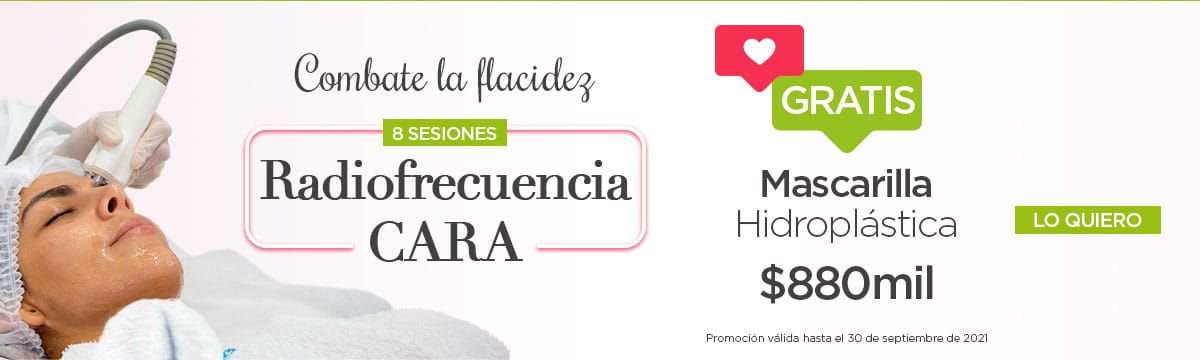 Combate la flacidez
8 SESIONES
Radiofrecuencia
CARA
GRATIS
Mascarilla
Hidroplástica
$880mil
LO QUIERO
Promoción válida hasta el 30 de septiembre de 2021